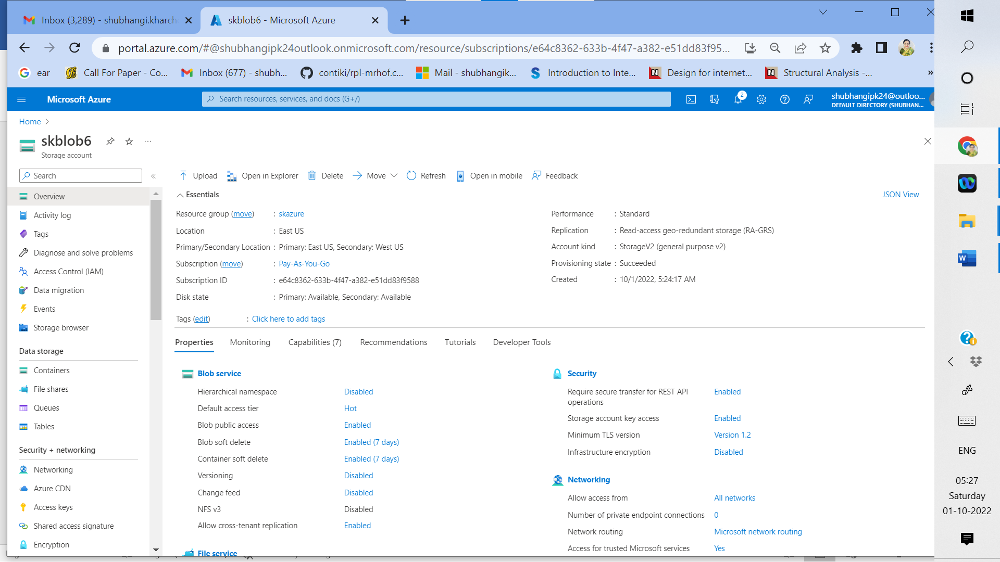 Inbox (3,289) - shubhangi.kharch
skblob6 - Microsoft Azure
portal.azure.com/#@shubhangipk24outlook.onmicrosoft.com/resource/subscriptions/e64c8362-633b-4f47-a382-e51dd83f95...
ear
Call For Paper - Co...
Inbox (677) - shubh...
contiki/rpl-mrhof.c...
Mail - shubhangik...
Introduction to Inte...
Design for internet...
Structural Analysis -...
»
Microsoft Azure
Search resources, services, and docs (G+/)
2
shubhangipk24@outloo...
DEFAULT DIRECTORY (SHUBHAN...
Home
skblob6
...
Storage account
Search
«
Overview
Activity log
Tags
Diagnose and solve problems
Access Control (IAM)
Data migration
Events
Storage browser
Data storage
Containers
File shares
Queues
Tables
Security + networking
Networking
Azure CDN
Access keys
Shared access signature
Encryption
Upload
Open in Explorer
Delete
Move
Refresh
Open in mobile
Feedback
Essentials
JSON View
Resource group (move) : skazure
Location : East US
Primary/Secondary Location : Primary: East US, Secondary: West US
Subscription (move) : Pay-As-You-Go
Subscription ID : e64c8362-633b-4f47-a382-e51dd83f9588
Disk state : Primary: Available, Secondary: Available
Tags (edit) : Click here to add tags
Performance : Standard
Replication : Read-access geo-redundant storage (RA-GRS)
Account kind : StorageV2 (general purpose v2)
Provisioning state : Succeeded
Created : 10/1/2022, 5:24:17 AM
Properties
Monitoring
Capabilities (7)
Recommendations
Tutorials
Developer Tools
Blob service
Hierarchical namespace Disabled
Default access tier Hot
Blob public access Enabled
Blob soft delete Enabled (7 days)
Container soft delete Enabled (7 days)
Versioning Disabled
Change feed Disabled
NFS v3 Disabled
Allow cross-tenant replication Enabled
File service
Security
Require secure transfer for REST API
operations
Enabled
Storage account key access Enabled
Minimum TLS version Version 1.2
Infrastructure encryption Disabled
Networking
Allow access from All networks
Number of private endpoint connections 0
Network routing Microsoft network routing
Access for trusted Microsoft services Yes
W
ENG
05:27
Saturday
01-10-2022